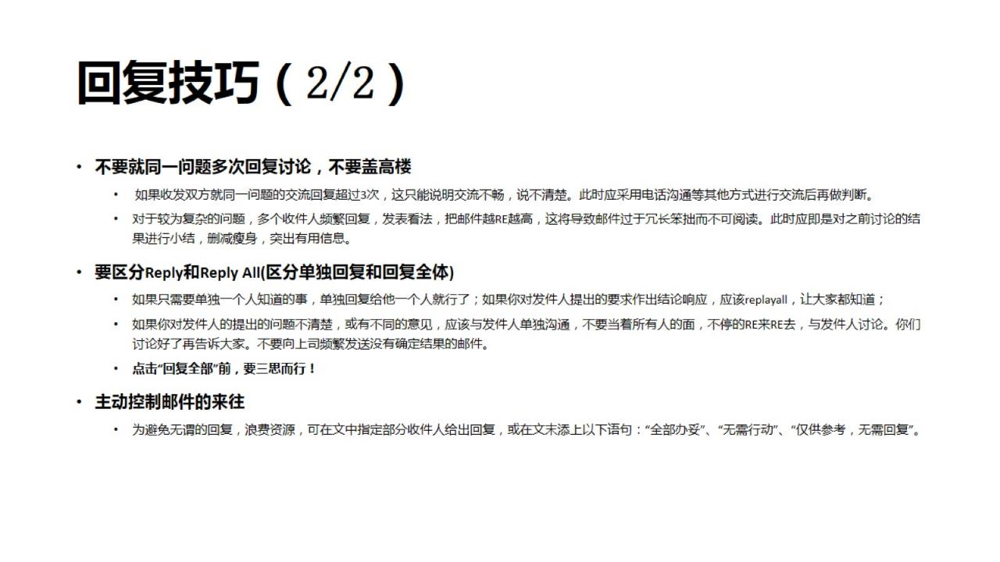 回复技巧（2/2）
• 不要就同一问题多次回复讨论，不要盖高楼
• 如果收发双方就同一问题的交流回复超过3次，这只能说明交流不畅，说不清楚。此时应采用电话沟通等其他方式进行交流后再做判断。
• 对于较为复杂的问题，多个收件人频繁回复，发表看法，把邮件越RE越高，这将导致邮件过于冗长笨拙而不可阅读。此时应即是对之前讨论的结
果进行小结，删减瘦身，突出有用信息。
• 要区分Reply和Reply All(区分单独回复和回复全体)
• 如果只需要单独一个人知道的事，单独回复给他一个人就行了；如果你对发件人提出的要求作出结论响应，应该replayall，让大家都知道；
• 如果你对发件人的提出的问题不清楚，或有不同的意见，应该与发件人单独沟通，不要当着所有人的面，不停的RE来RE去，与发件人讨论。你们
讨论好了再告诉大家。不要向上司频繁发送没有确定结果的邮件。
• 点击“回复全部”前，要三思而行！
• 主动控制邮件的来往
• 为避免无谓的回复，浪费资源，可在文中指定部分收件人给出回复，或在文末添上以下语句：“全部办妥”、“无需行动”、“仅供参考，无需回复”。